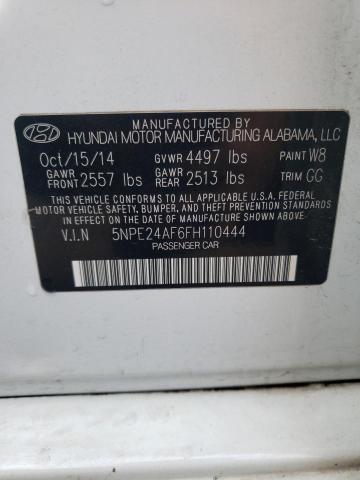 MANUFACTURED BY
HYUNDAI MOTOR MANUFACTURING ALABAMA, LLC
Oct/15/14 GVWR 4497 lbs PAINT W8
GAWR FRONT 2557 lbs GAWR REAR 2513 lbs TRIM GG
THIS VEHICLE CONFORMS TO ALL APPLICABLE U.S.A. FEDERAL
MOTOR VEHICLE SAFETY, BUMPER, AND THEFT PREVENTION STANDARDS
IN EFFECT ON THE DATE OF MANUFACTURE SHOWN ABOVE.
V.I.N 5NPE24AF6FH110444
PASSENGER CAR